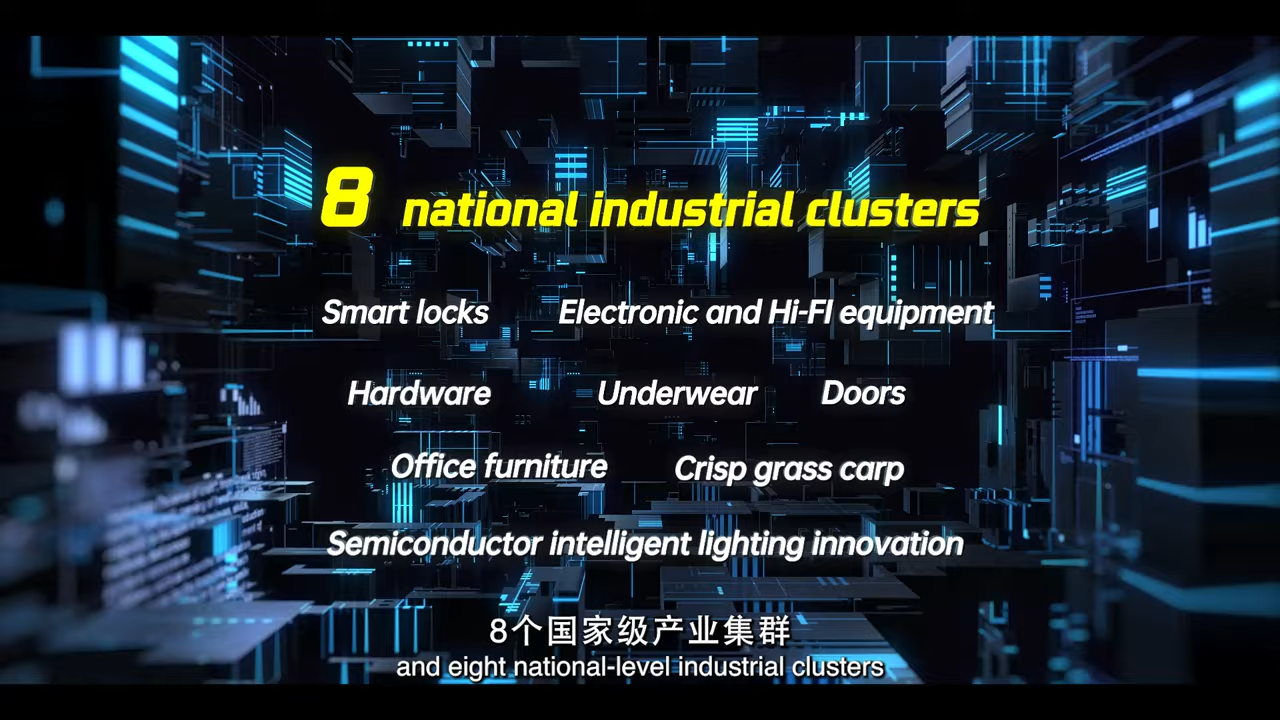 8 national industrial clusters
Smart locks Electronic and Hi-FI equipment
Hardware Underwear Doors
Office furniture Crisp grass carp
Semiconductor intelligent lighting innovation
8个国家级产业集群
and eight national-level industrial clusters